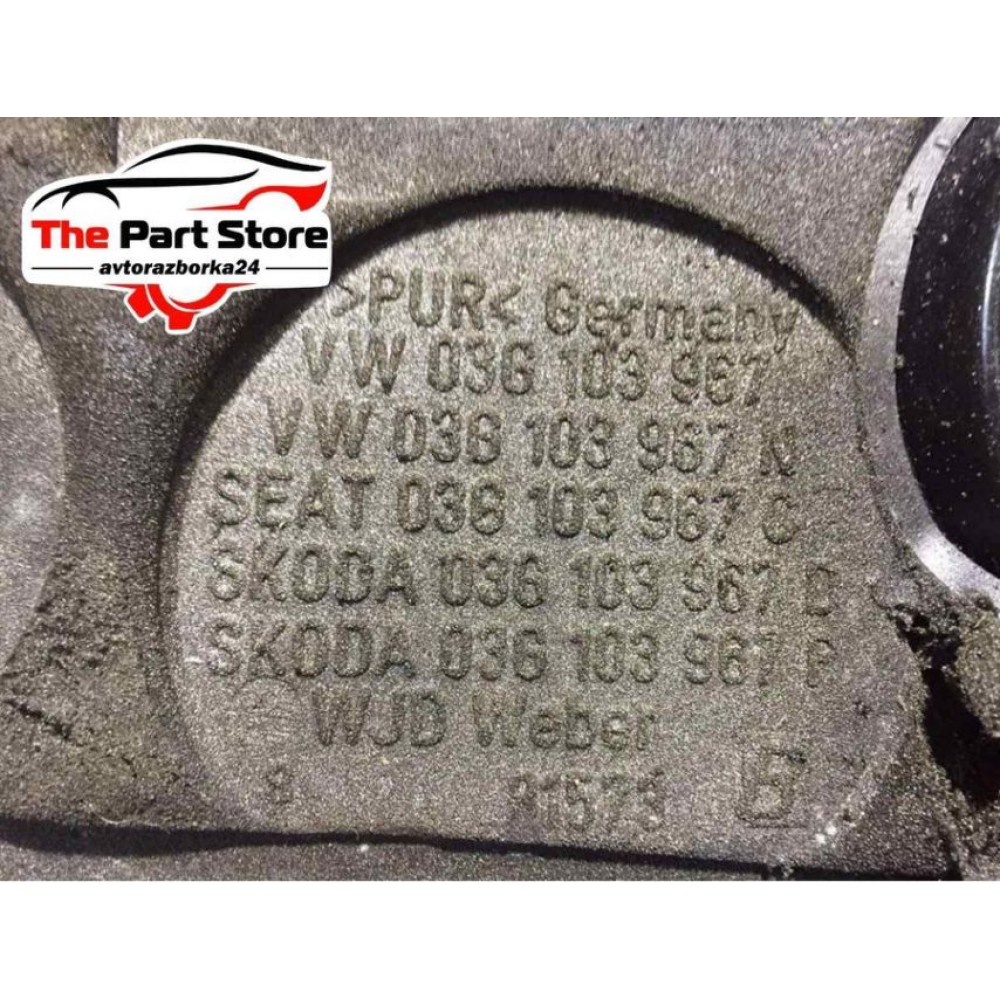 The Part Store
avtorazborka24
>PUR< Germany
VW 036 103 967
VW 036 103 967 N
SEAT 036 103 967 C
SKODA 036 103 967 D
SKODA 036 103 967 P
WJD Weber